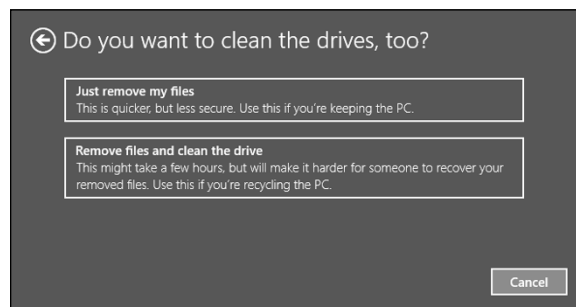 Do you want to clean the drives, too?
Just remove my files
This is quicker, but less secure. Use this if you're keeping the PC.
Remove files and clean the drive
This might take a few hours, but will make it harder for someone to recover your
removed files. Use this if you're recycling the PC.
Cancel